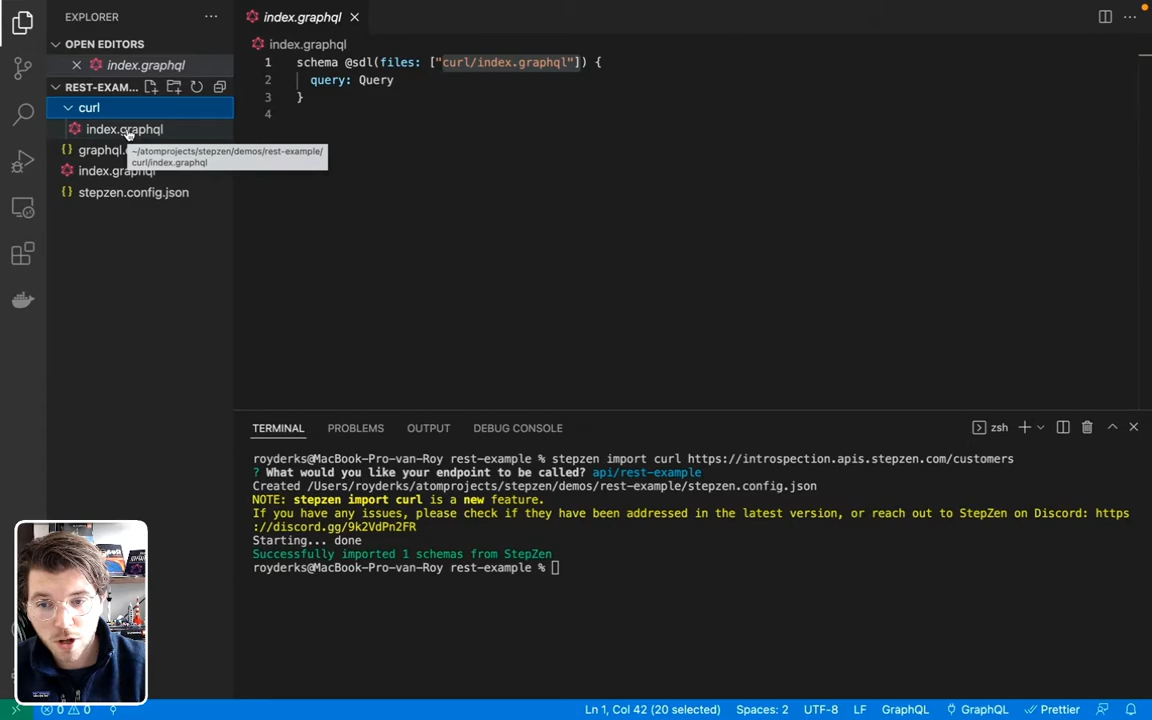 EXPLORER
index.graphql
OPEN EDITORS
index.graphql
REST-EXAM...
curl
index.graphql
graphql.
~/atomprojects/stepzen/demos/rest-example/
curl/index.graphql
index.graphql
stepzen.config.json
index.graphql
1 schema @sdl(files: ["curl/index.graphql"]) {
2 query: Query
3 }
4
TERMINAL PROBLEMS OUTPUT DEBUG CONSOLE
zsh
royderks@MacBook-Pro-van-Roy rest-example % stepzen import curl https://introspection.apis.stepzen.com/customers
? What would you like your endpoint to be called? api/rest-example
Created /Users/royderks/atomprojects/stepzen/demos/rest-example/stepzen.config.json
NOTE: stepzen import curl is a new feature.
If you have any issues, please check if they have been addressed in the latest version, or reach out to StepZen on Discord: https
://discord.gg/9k2VdPn2FR
Starting... done
Successfully imported 1 schemas from StepZen
royderks@MacBook-Pro-van-Roy rest-example %
0 0 Ln 1, Col 42 (20 selected) Spaces: 2 UTF-8 LF GraphQL GraphQL Prettier